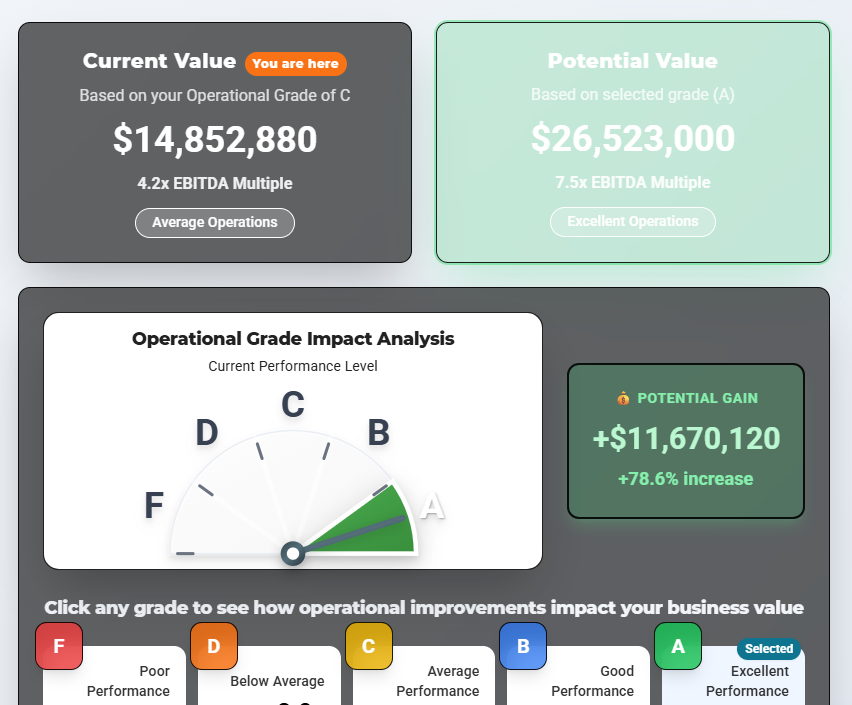 Current Value You are here
Based on your Operational Grade of C
$14,852,880
4.2x EBITDA Multiple
Average Operations
Potential Value
Based on selected grade (A)
$26,523,000
7.5x EBITDA Multiple
Excellent Operations
Operational Grade Impact Analysis
Current Performance Level
F
D
C
B
A
💰 POTENTIAL GAIN
+$11,670,120
+78.6% increase
Click any grade to see how operational improvements impact your business value
F
Poor
Performance
D
Below Average
C
Average
Performance
B
Good
Performance
A
Selected
Excellent
Performance